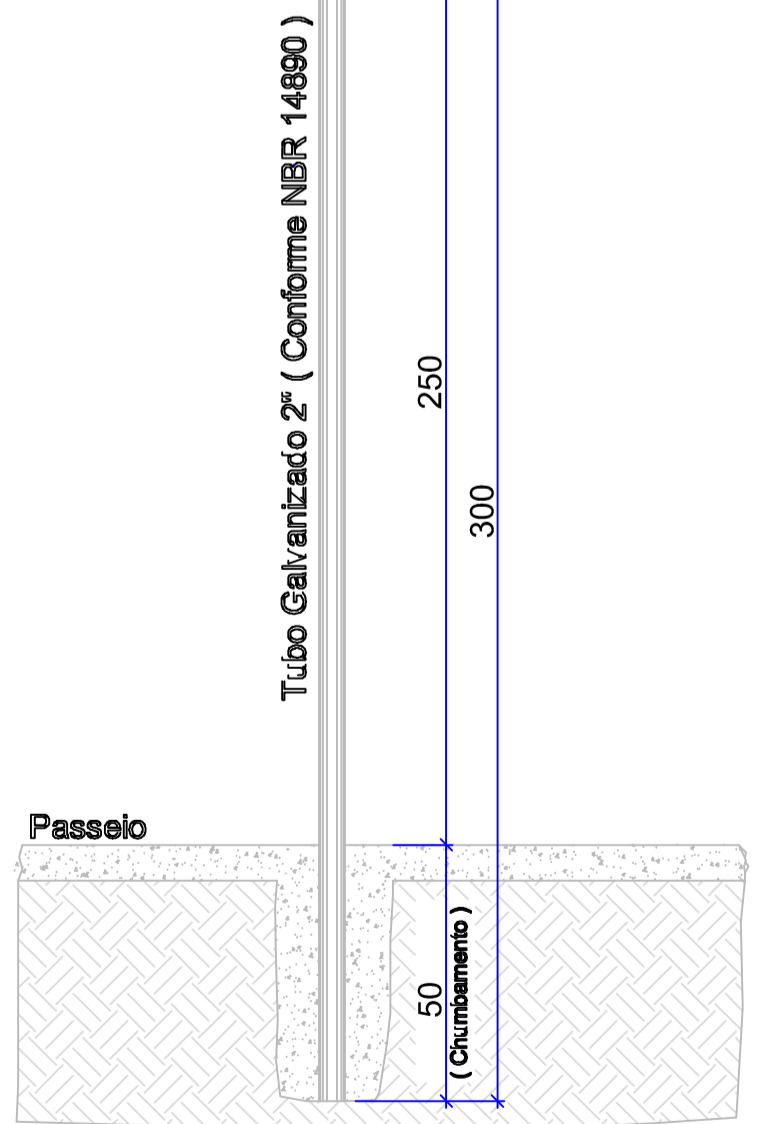 Tubo Galvanizado 2" ( Conforme NBR 14890 )
250
300
Passeio
50
( Chumbamento )